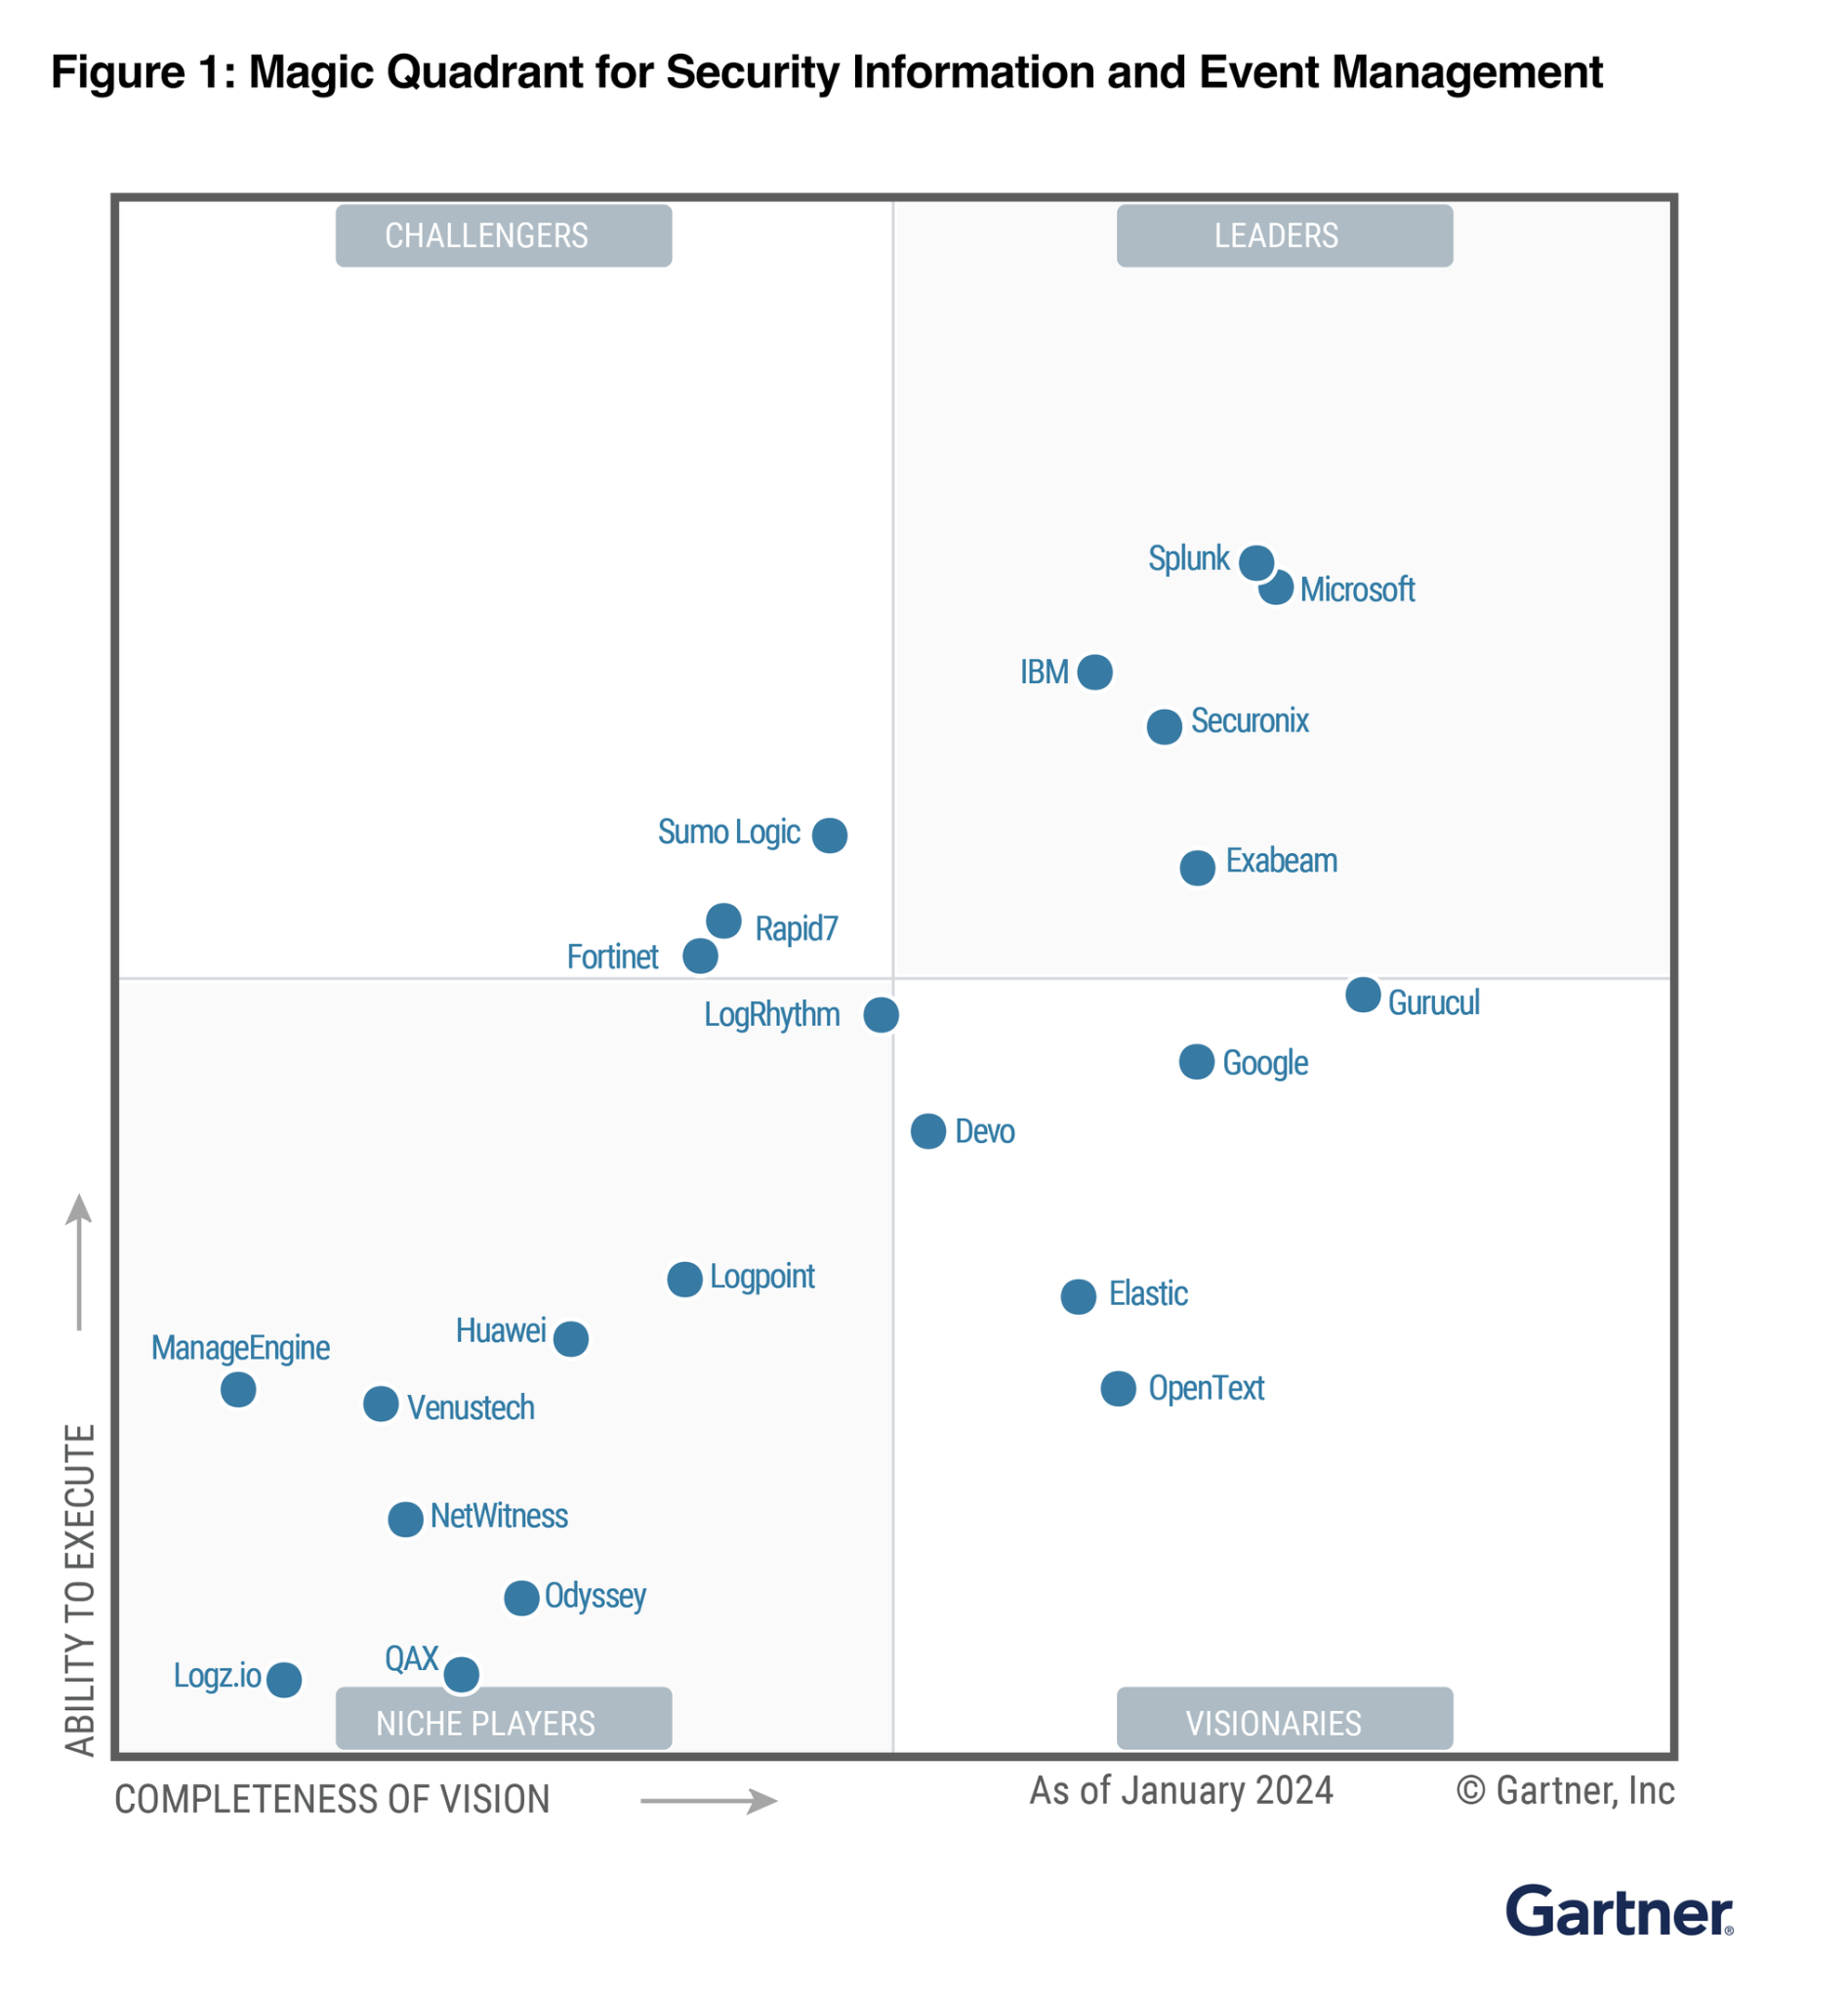 Figure 1: Magic Quadrant for Security Information and Event Management
CHALLENGERS
LEADERS
Splunk
Microsoft
IBM
Securonix
Sumo Logic
Exabeam
Rapid7
Fortinet
LogRhythm
Gurucul
Google
Devo
Logpoint
Elastic
Huawei
ManageEngine
OpenText
Venustech
NetWitness
Odyssey
QAX
Logz.io
NICHE PLAYERS
VISIONARIES
ABILITY TO EXECUTE
COMPLETENESS OF VISION
As of January 2024
© Gartner, Inc
Gartner®